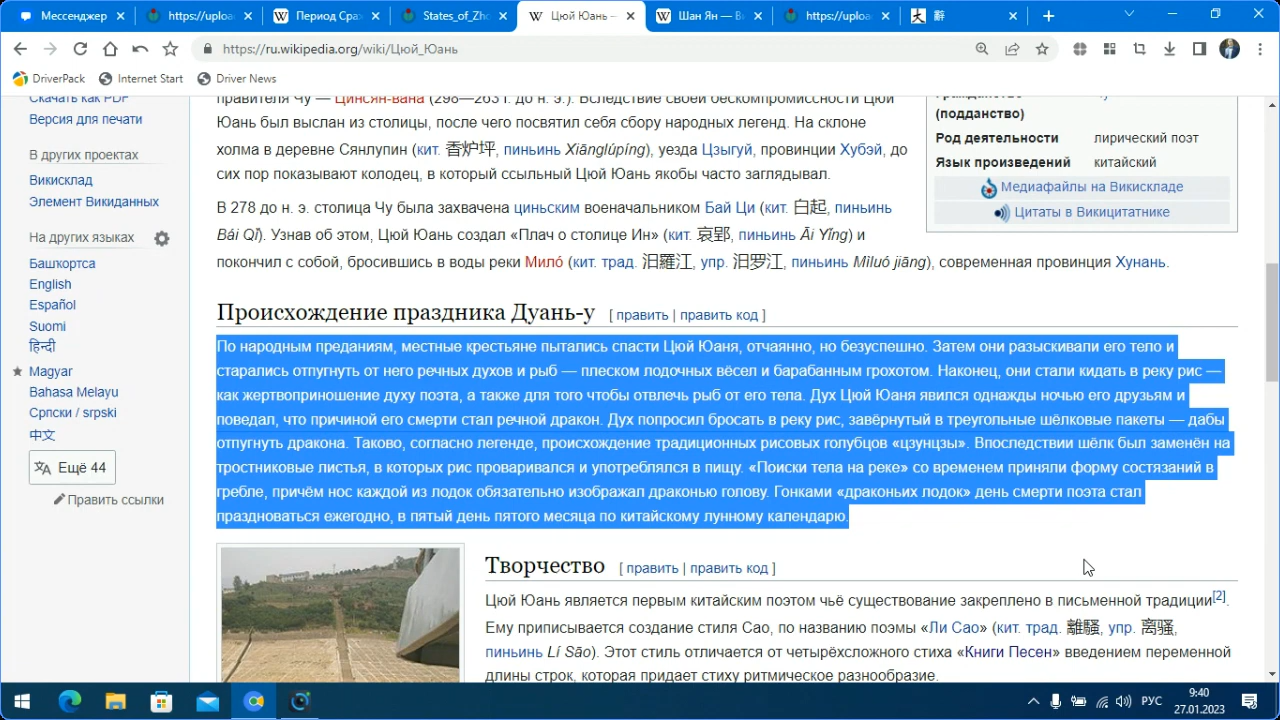 Мессенджер
https://uploa
Период Сра
States_of_Zh
Цюй Юань –
Шан Ян — В
https://uploa
辭
https://ru.wikipedia.org/wiki/Цюй_Юань
DriverPack
Internet Start
Driver News
Скачать как PDF
Версия для печати
В других проектах
Викисклад
Элемент Викиданных
На других языках
Башҡортса
English
Español
Suomi
हिन्दी
Magyar
Bahasa Melayu
Српски / srpski
中文
Ещё 44
Править ссылки
правителя Чу — Цинсян-вана (298—263 г. до н. э.). Вследствие своей бескомпромиссности Цюй
Юань был выслан из столицы, после чего посвятил себя сбору народных легенд. На склоне
холма в деревне Сянлупин (кит. 香炉坪, пиньинь Xiānglúpíng), уезда Цзыгуй, провинции Хубэй, до
сих пор показывают колодец, в который ссыльный Цюй Юань якобы часто заглядывал.
В 278 до н. э. столица Чу была захвачена циньским военачальником Бай Ци (кит. 白起, пиньинь
Bái Qǐ). Узнав об этом, Цюй Юань создал «Плач о столице Ин» (кит. 哀郢, пиньинь Āi Yǐng) и
покончил с собой, бросившись в воды реки Мило́ (кит. трад. 汨羅江, упр. 汨罗江, пиньинь Mìluó jiāng), современная провинция Хунань.
(подданство)
Род деятельности лирический поэт
Язык произведений китайский
Медиафайлы на Викискладе
Цитаты в Викицитатнике
Происхождение праздника Дуань-у [ править | править код ]
По народным преданиям, местные крестьяне пытались спасти Цюй Юаня, отчаянно, но безуспешно. Затем они разыскивали его тело и
старались отпугнуть от него речных духов и рыб — плеском лодочных вёсел и барабанным грохотом. Наконец, они стали кидать в реку рис —
как жертвоприношение духу поэта, а также для того чтобы отвлечь рыб от его тела. Дух Цюй Юаня явился однажды ночью его друзьям и
поведал, что причиной его смерти стал речной дракон. Дух попросил бросать в реку рис, завёрнутый в треугольные шёлковые пакеты — дабы
отпугнуть дракона. Таково, согласно легенде, происхождение традиционных рисовых голубцов «цзунцзы». Впоследствии шёлк был заменён на
тростниковые листья, в которых рис проваривался и употреблялся в пищу. «Поиски тела на реке» со временем приняли форму состязаний в
гребле, причём нос каждой из лодок обязательно изображал драконью голову. Гонками «драконьих лодок» день смерти поэта стал
праздноваться ежегодно, в пятый день пятого месяца по китайскому лунному календарю.
Творчество [ править | править код ]
Цюй Юань является первым китайским поэтом чьё существование закреплено в письменной традиции[2].
Ему приписывается создание стиля Сао, по названию поэмы «Ли Сао» (кит. трад. 離騷, упр. 离骚,
пиньинь Lí Sāo). Этот стиль отличается от четырёхсложного стиха «Книги Песен» введением переменной
длины строк, которая придает стиху ритмическое разнообразие.
РУС
9:40
27.01.2023